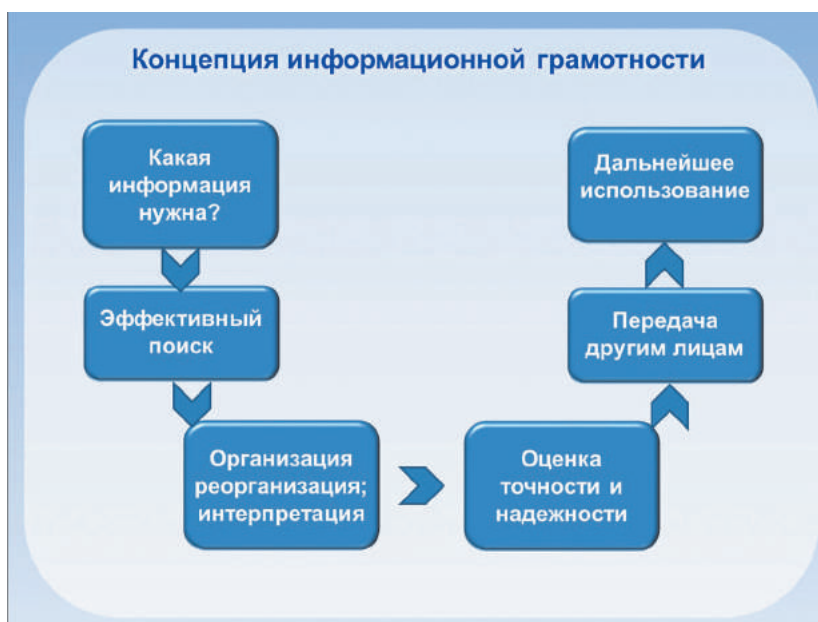 Концепция информационной грамотности
Какая
информация
нужна?
Эффективный
поиск
Организация
реорганизация;
интерпретация
Оценка
точности и
надежности
Передача
другим лицам
Дальнейшее
использование